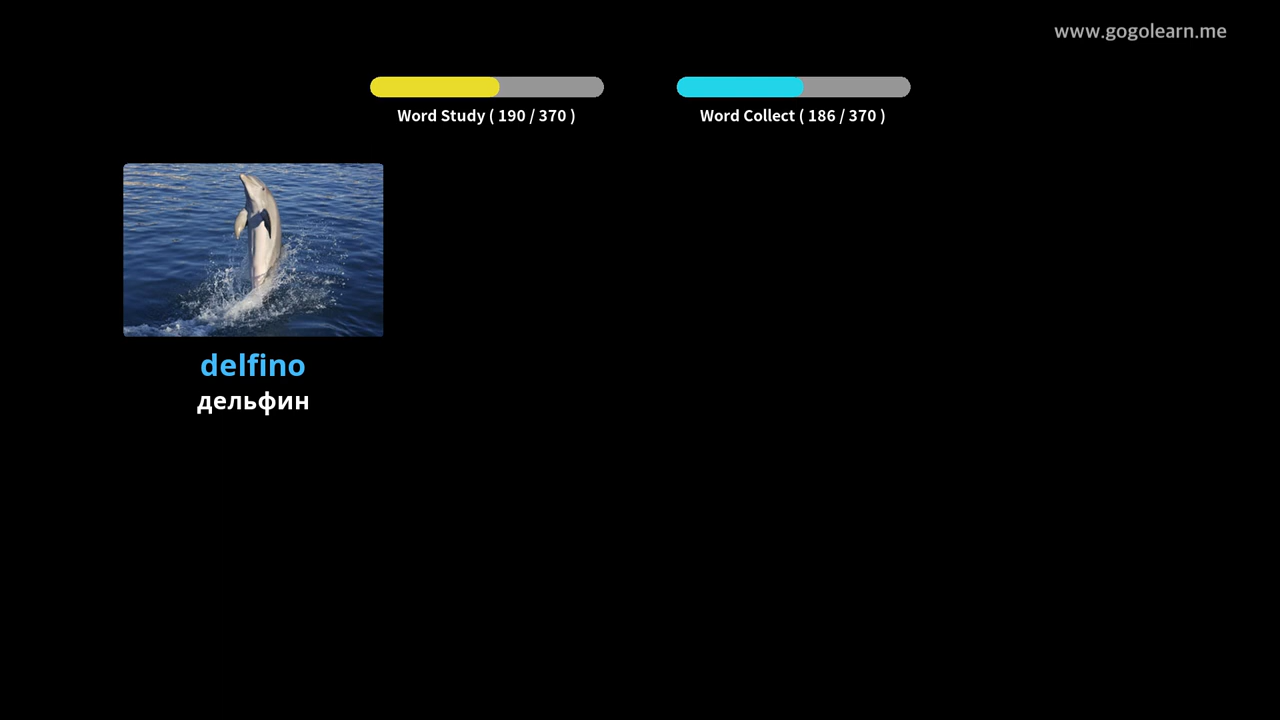 www.gogolearn.me
Word Study ( 190 / 370 )
Word Collect ( 186 / 370 )
delfino
дельфин